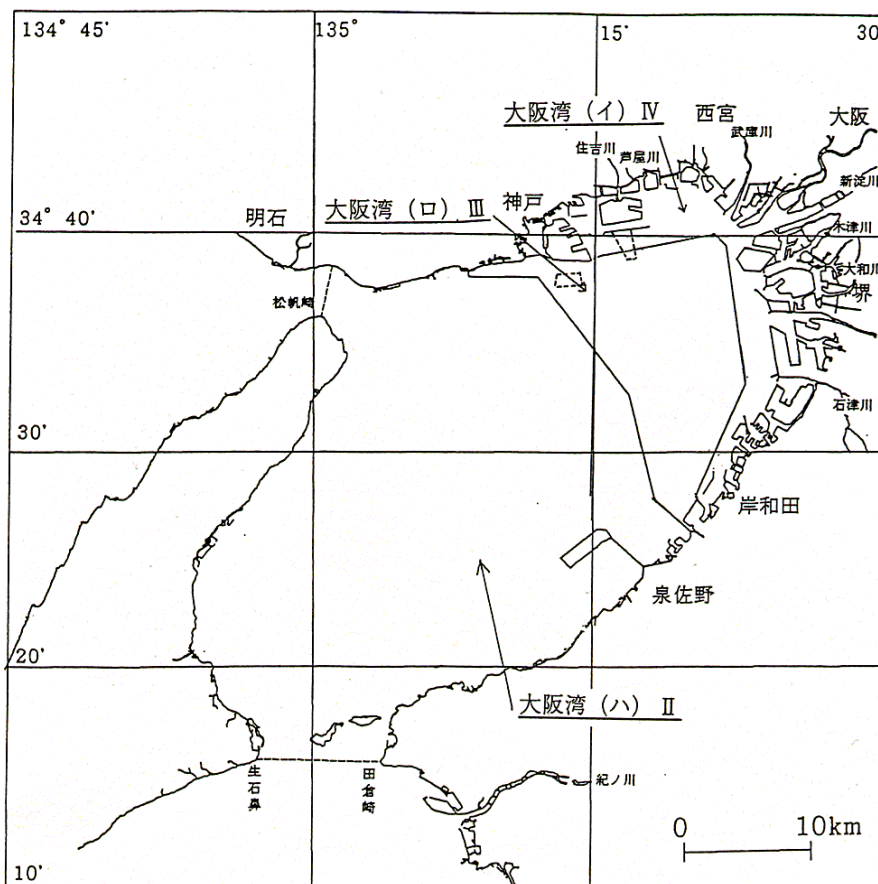 134° 45'
135°
15'
30
大阪湾(イ) Ⅳ
西宮
大阪
武庫川
住吉川
芦屋川
新淀川
大阪湾(ロ) Ⅲ
神戸
34° 40'
明石
木津川
大和川
堺
松帆崎
石津川
30'
岸和田
泉佐野
20'
大阪湾(ハ) Ⅱ
生石鼻
田倉崎
紀ノ川
0
10km
10'